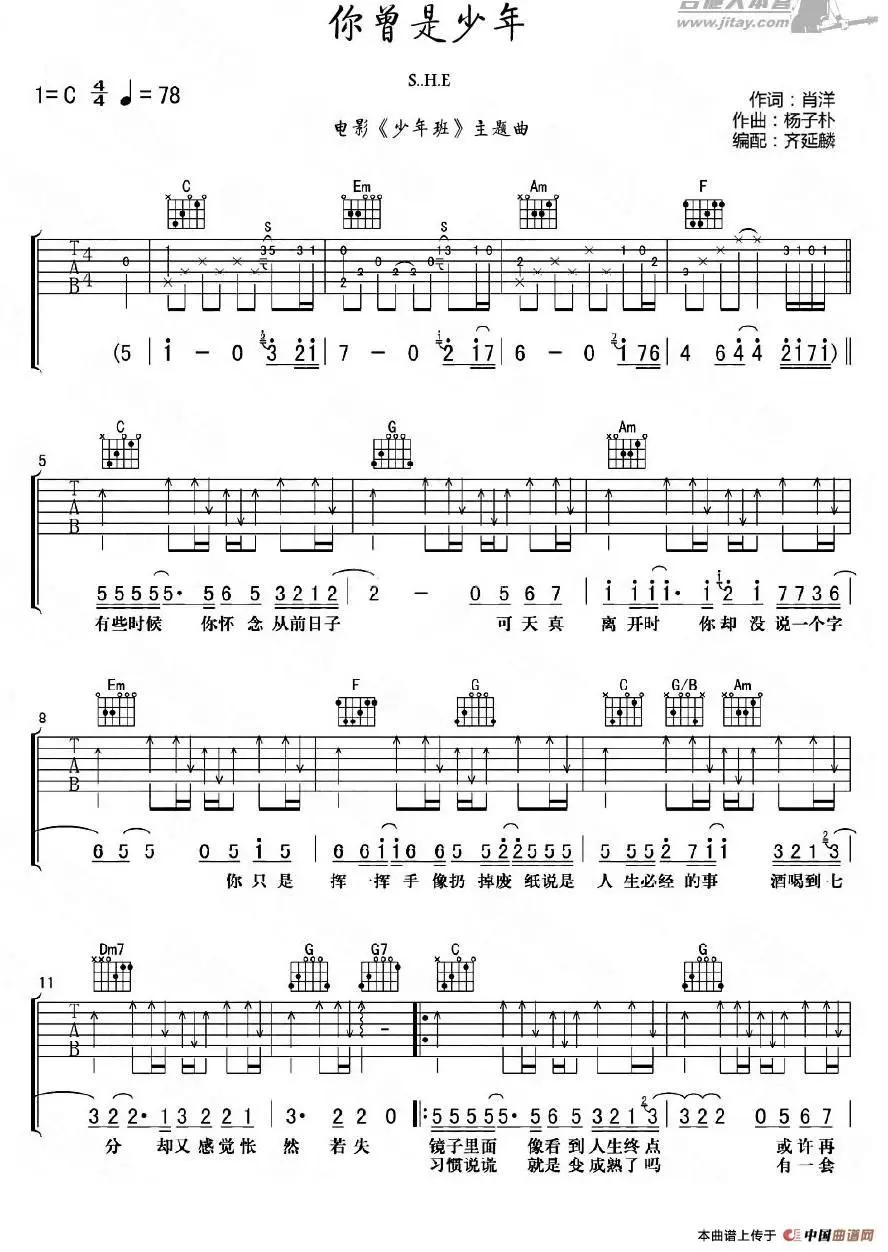 吉他大本营
www.jitay.com
你曾是少年
S..H.E
1=C 4/4 ♩=78
电影《少年班》主题曲
作词：肖洋
作曲：杨子朴
编配：齐延麟
C Em Am F
T A B 4 4
(5 | i - 0 3 2i | 7 - 0 2 i7 | 6 - 0 i 76 | 4 6 4 4 2 i 7 i) ||
C G Am
5
T A B
5 5 5 5 5 5· 5 6 5 3 2 1 2 | 2 - 0 5 6 7 | i i i i i· i 2 i 7 7 3 6
有些时候 你怀念从前日子 可天真 离开时 你却没说一个字
Em F G C G/B Am
8
T A B
6 5 5 0 5 i 5 | 6 6 i i 6 5 5 2 2 5 5 5 | 5 5 5 2 7 i i 3 2 1 3
你只是 挥一挥手 像扔掉废纸说是 人生必经的事 酒喝到七
Dm7 G G7 C G
11
T A B
3 2 2· 1 3 2 2 1 | 3· 2 2 0 |: 5 5 5 5 5 5· 5 6 5 3 2 1 3 | 3 2 2 0 5 6 7
分 却又感觉怅然若失 镜子里面 像看到人生终点 或许再
习惯说谎 就是变成熟了吗 有一套
本曲谱上传于 中国曲谱网